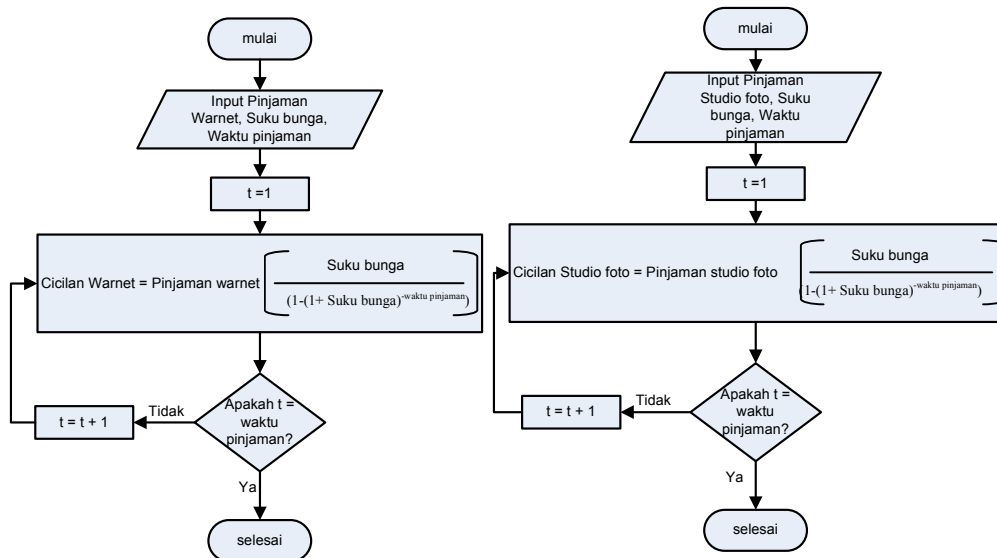 mulai
Input Pinjaman
Warnet, Suku bunga,
Waktu pinjaman
t =1
Cicilan Warnet = Pinjaman warnet
Suku bunga
(1-(1+ Suku bunga)-waktu pinjaman)
Apakah t =
waktu
pinjaman?
Tidak
t = t + 1
Ya
selesai
mulai
Input Pinjaman
Studio foto, Suku
bunga, Waktu
pinjaman
t =1
Cicilan Studio foto = Pinjaman studio foto
Suku bunga
(1-(1+ Suku bunga)-waktu pinjaman)
Apakah t =
waktu
pinjaman?
Tidak
t = t + 1
Ya
selesai